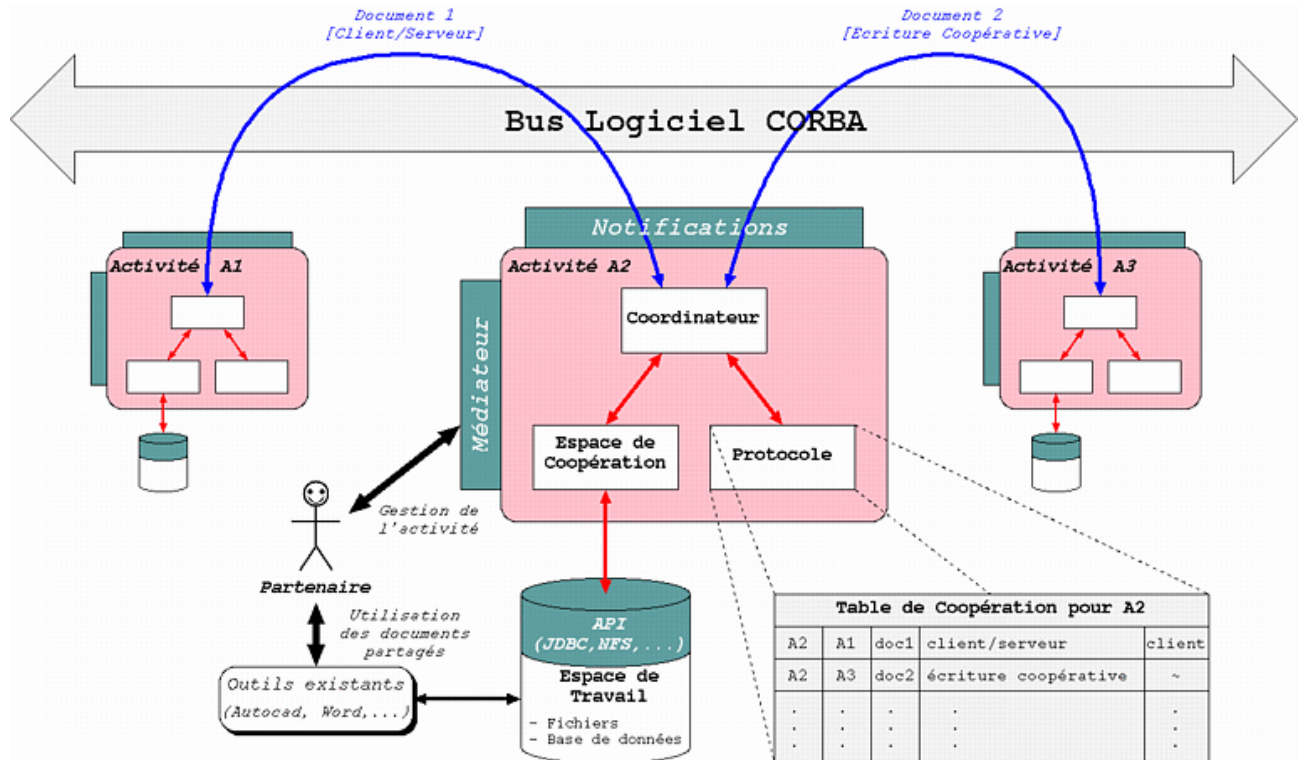 Document 1
[Client/Serveur]
Document 2
[Ecriture Coopérative]
Bus Logiciel CORBA
Notifications
Activité A1
Activité A2
Activité A3
Médiateur
Coordinateur
Espace de
Coopération
Protocole
Gestion de
l'activité
Partenaire
Utilisation
des documents
partagés
Outils existants
(Autocad, Word,...)
API
(JDBC,NFS,...)
Espace de
Travail
- Fichiers
- Base de données
Table de Coopération pour A2
A2 A1 doc1 client/serveur client
A2 A3 doc2 écriture coopérative ~
. . . . .
. . . . .
. . . . .